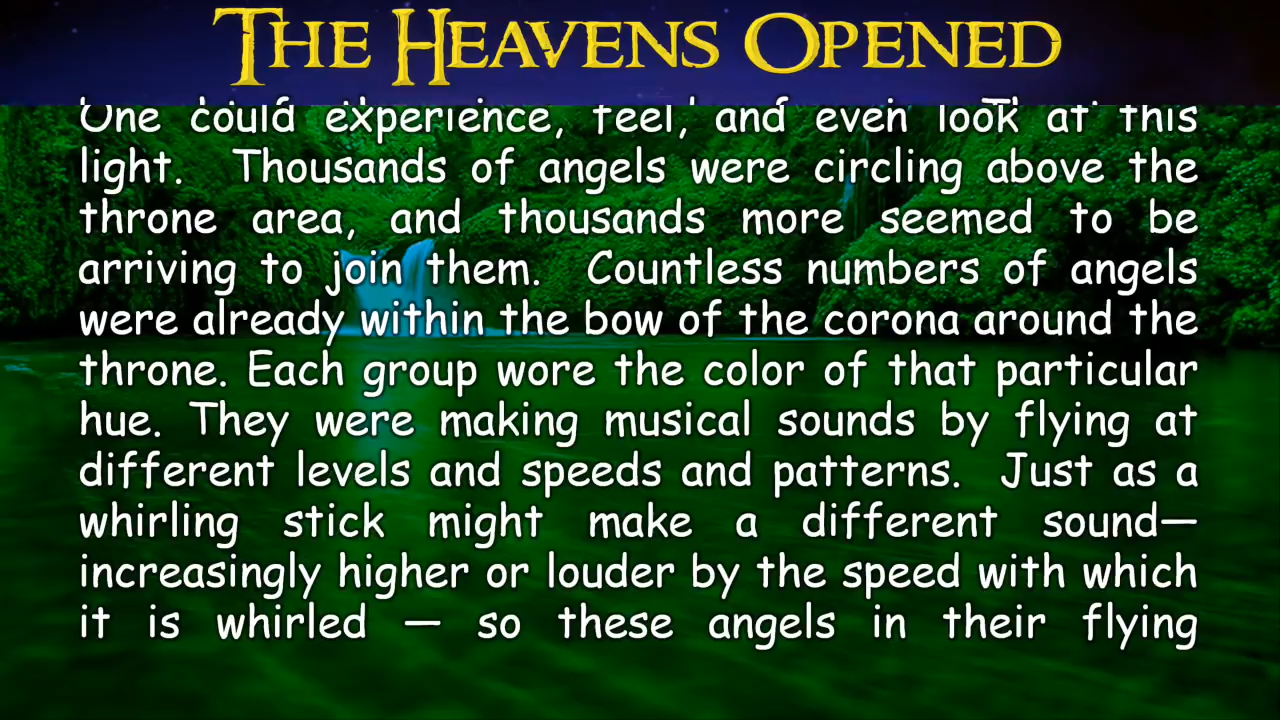 THE HEAVENS OPENED
One could experience, feel, and even look at this
light. Thousands of angels were circling above the
throne area, and thousands more seemed to be
arriving to join them. Countless numbers of angels
were already within the bow of the corona around the
throne. Each group wore the color of that particular
hue. They were making musical sounds by flying at
different levels and speeds and patterns. Just as a
whirling stick might make a different sound—
increasingly higher or louder by the speed with which
it is whirled — so these angels in their flying